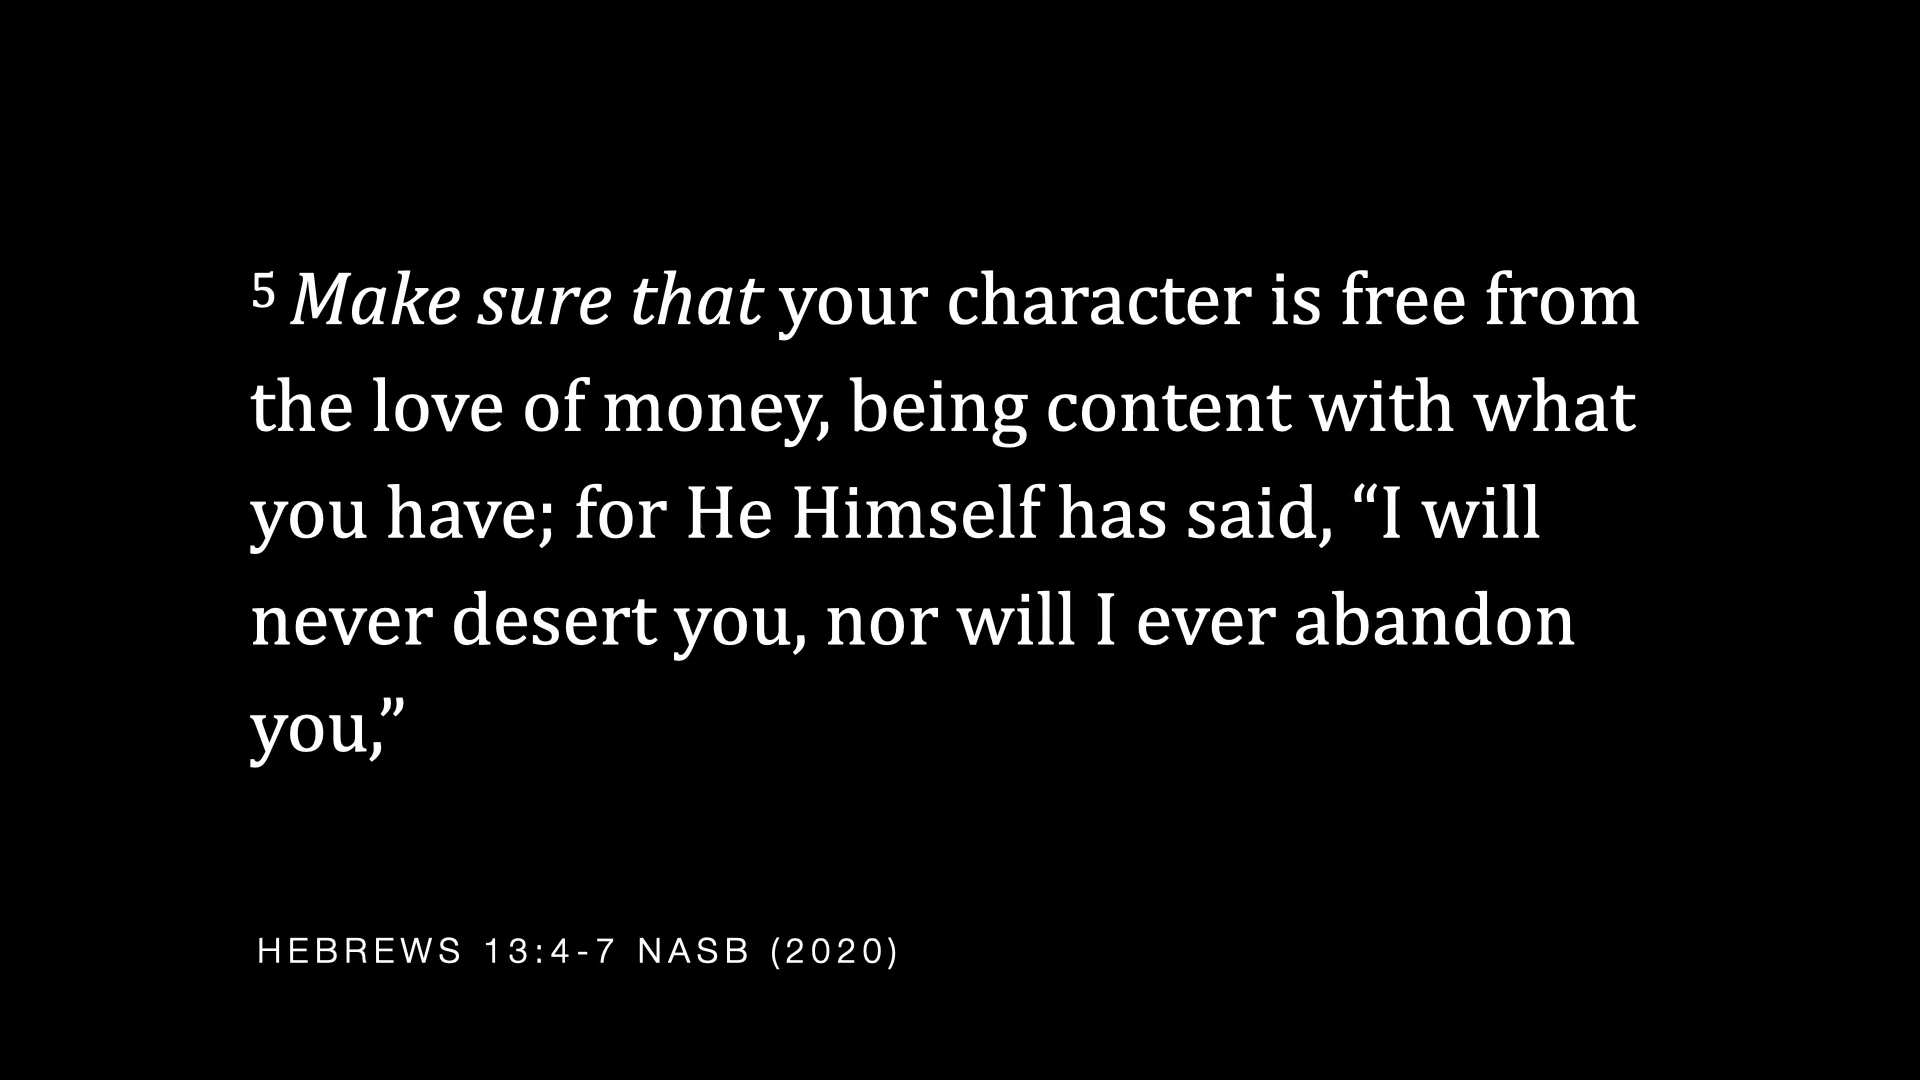 5 Make sure that your character is free from
the love of money, being content with what
you have; for He Himself has said, “I will
never desert you, nor will I ever abandon
you,”
HEBREWS 13:4-7 NASB (2020)